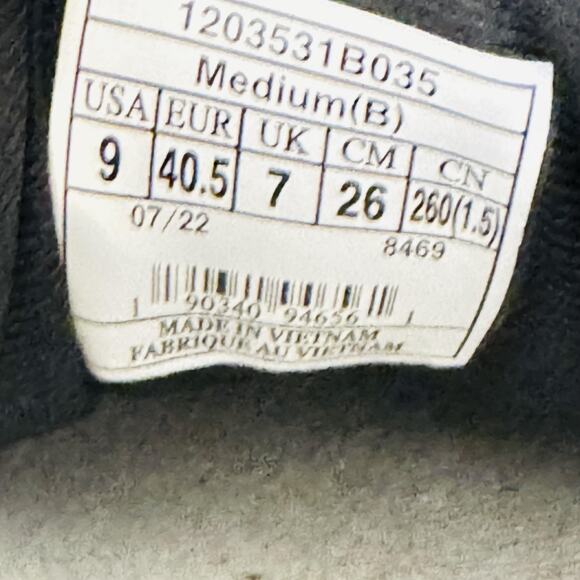 1203531B035
Medium(B)
USA EUR UK CM CN
9 40.5 7 26 260(1.5)
07/22
8469
1 90340 94656 1
MADE IN VIETNAM
FABRIQUE AU VIETNAM